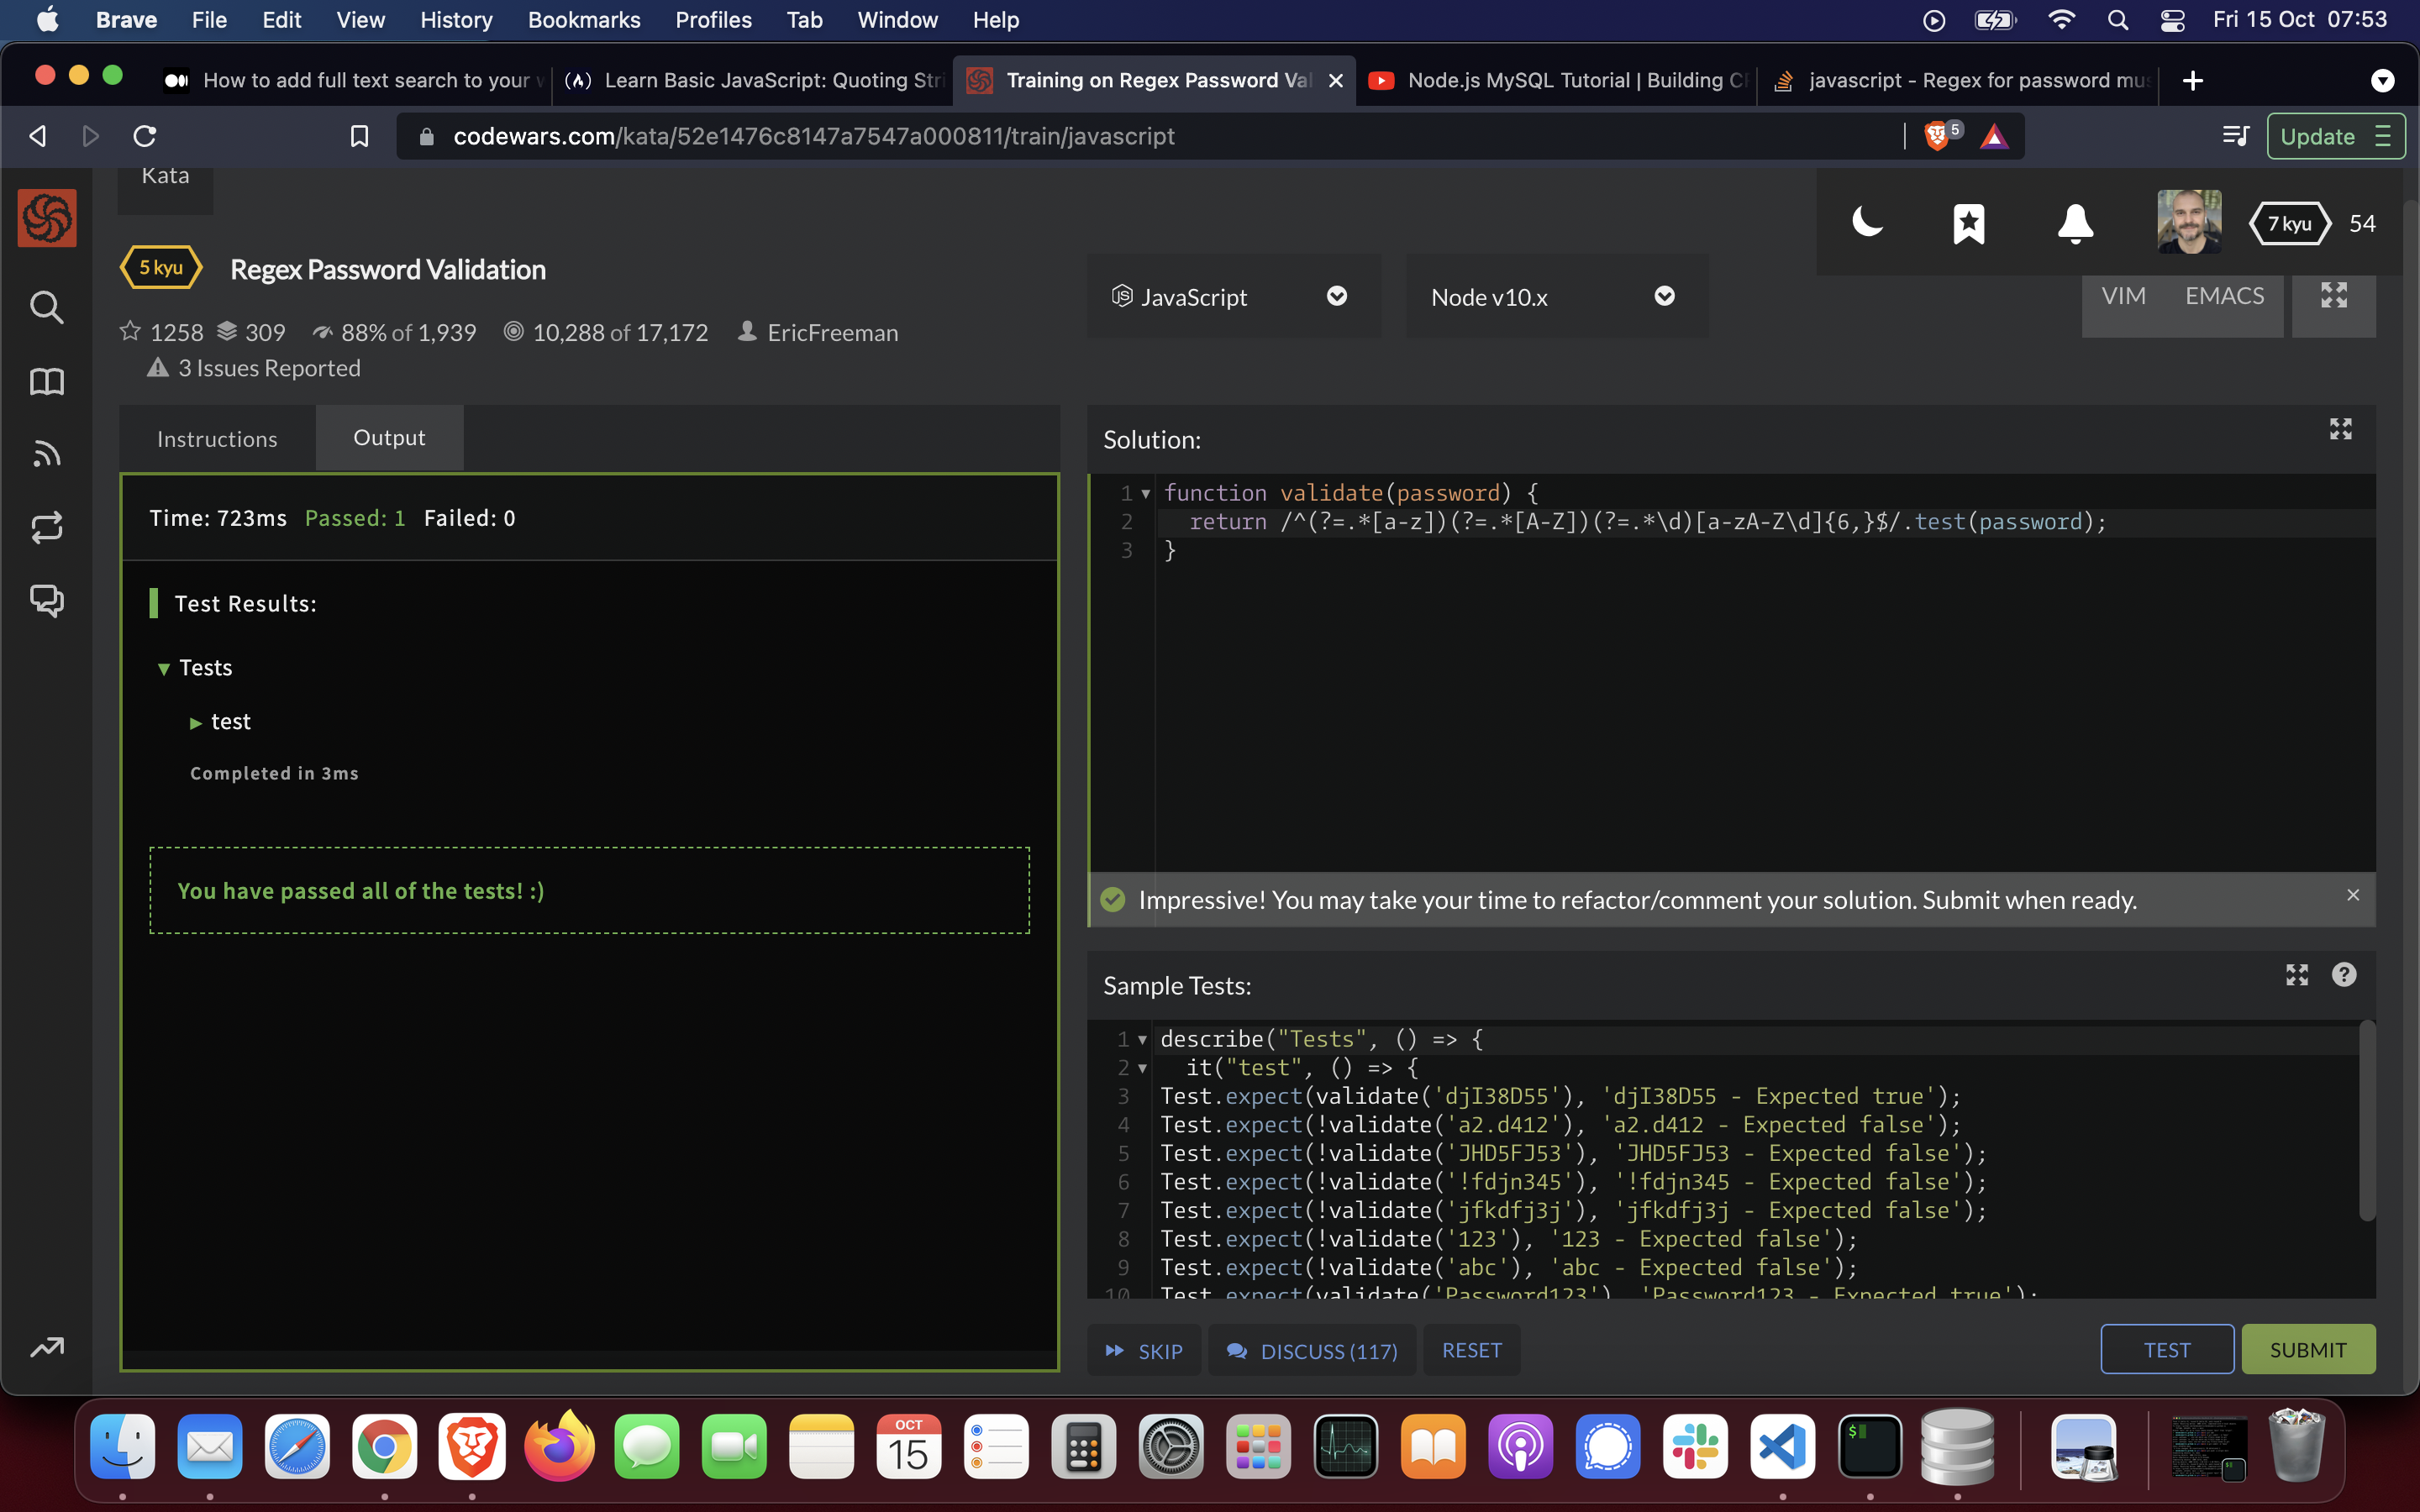 Brave File Edit View History Bookmarks Profiles Tab Window Help Fri 15 Oct 07:53
How to add full text search to your w
Learn Basic JavaScript: Quoting Stri
Training on Regex Password Val
Node.js MySQL Tutorial | Building C
javascript - Regex for password mus
codewars.com/kata/52e1476c8147a7547a000811/train/javascript
5
Update
Kata
7 kyu 54
5 kyu Regex Password Validation
JavaScript
Node v10.x
VIM EMACS
1258 309 88% of 1,939 10,288 of 17,172 EricFreeman
3 Issues Reported
Instructions Output
Time: 723ms Passed: 1 Failed: 0
Test Results:
Tests
test
Completed in 3ms
You have passed all of the tests! :)
Solution:
1 function validate(password) {
2 return /^(?=.*[a-z])(?=.*[A-Z])(?=.*\d)[a-zA-Z\d]{6,}$/.test(password);
3 }
Impressive! You may take your time to refactor/comment your solution. Submit when ready.
Sample Tests:
1 describe("Tests", () => {
2 it("test", () => {
3 Test.expect(validate('djI38D55'), 'djI38D55 - Expected true');
4 Test.expect(!validate('a2.d412'), 'a2.d412 - Expected false');
5 Test.expect(!validate('JHD5FJ53'), 'JHD5FJ53 - Expected false');
6 Test.expect(!validate('!fdjn345'), '!fdjn345 - Expected false');
7 Test.expect(!validate('jfkdfj3j'), 'jfkdfj3j - Expected false');
8 Test.expect(!validate('123'), '123 - Expected false');
9 Test.expect(!validate('abc'), 'abc - Expected false');
10 Test.expect(validate('Password123'), 'Password123 - Expected true');
SKIP DISCUSS (117) RESET TEST SUBMIT
OCT
15